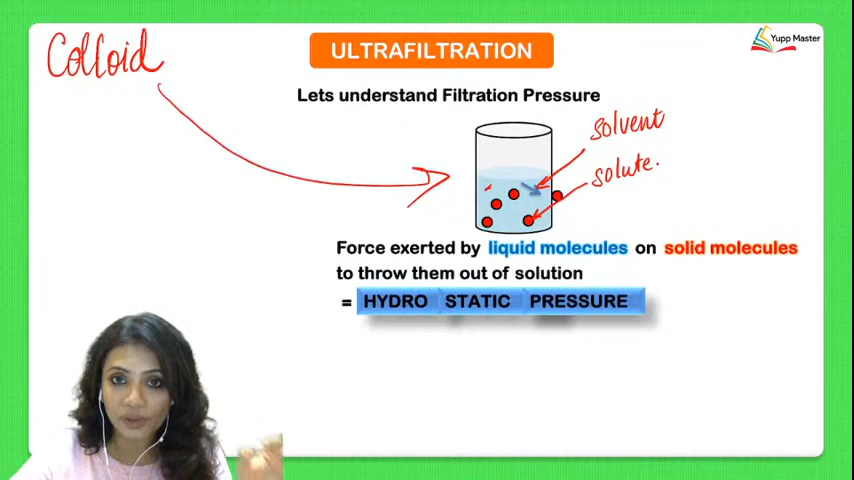 Colloid
ULTRAFILTRATION
Yupp Master
Lets understand Filtration Pressure
solvent
solute.
Force exerted by liquid molecules on solid molecules
to throw them out of solution
= HYDRO STATIC PRESSURE